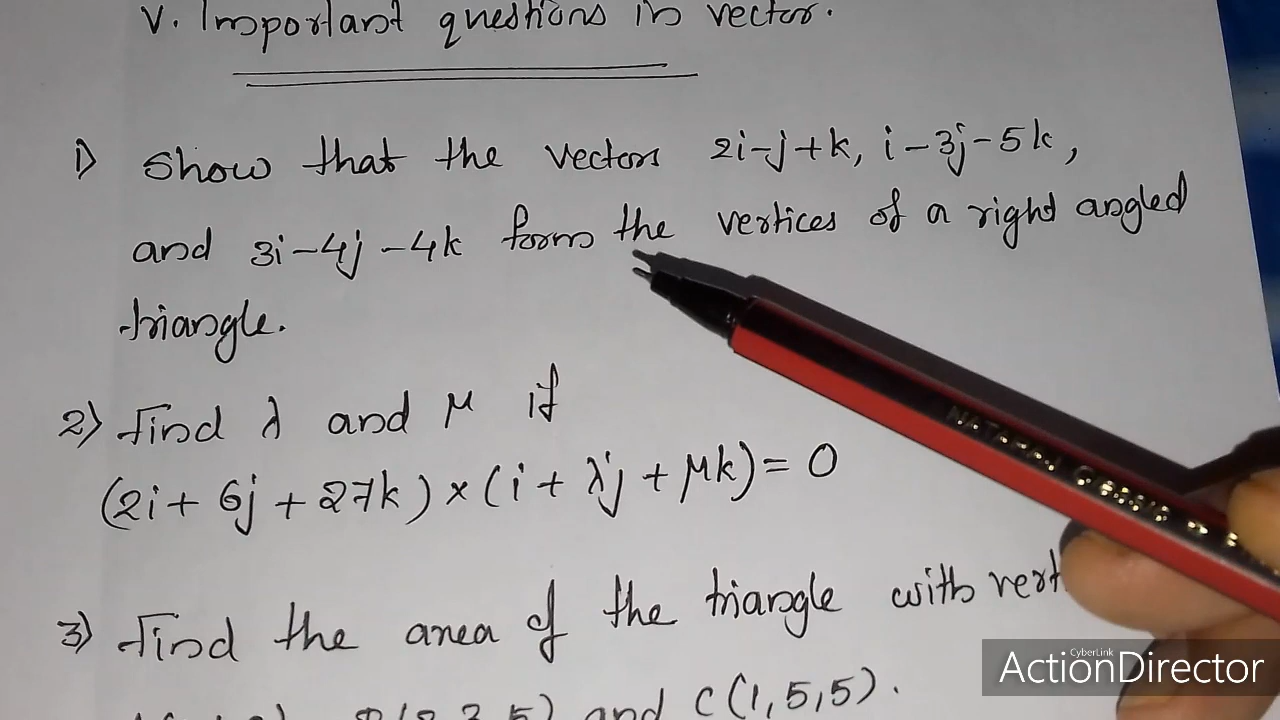 V. Important questions in vector.
1) Show that the vectors 2i-j+k, i-3j-5k,
and 3i-4j-4k form the vertices of a right angled
triangle.
2) Find λ and μ if
(2i+6j+27k)×(i+λj+μk)=0
3) Find the area of the triangle with
and C(1,5,5).
NATARAJ
CyberLink
ActionDirector